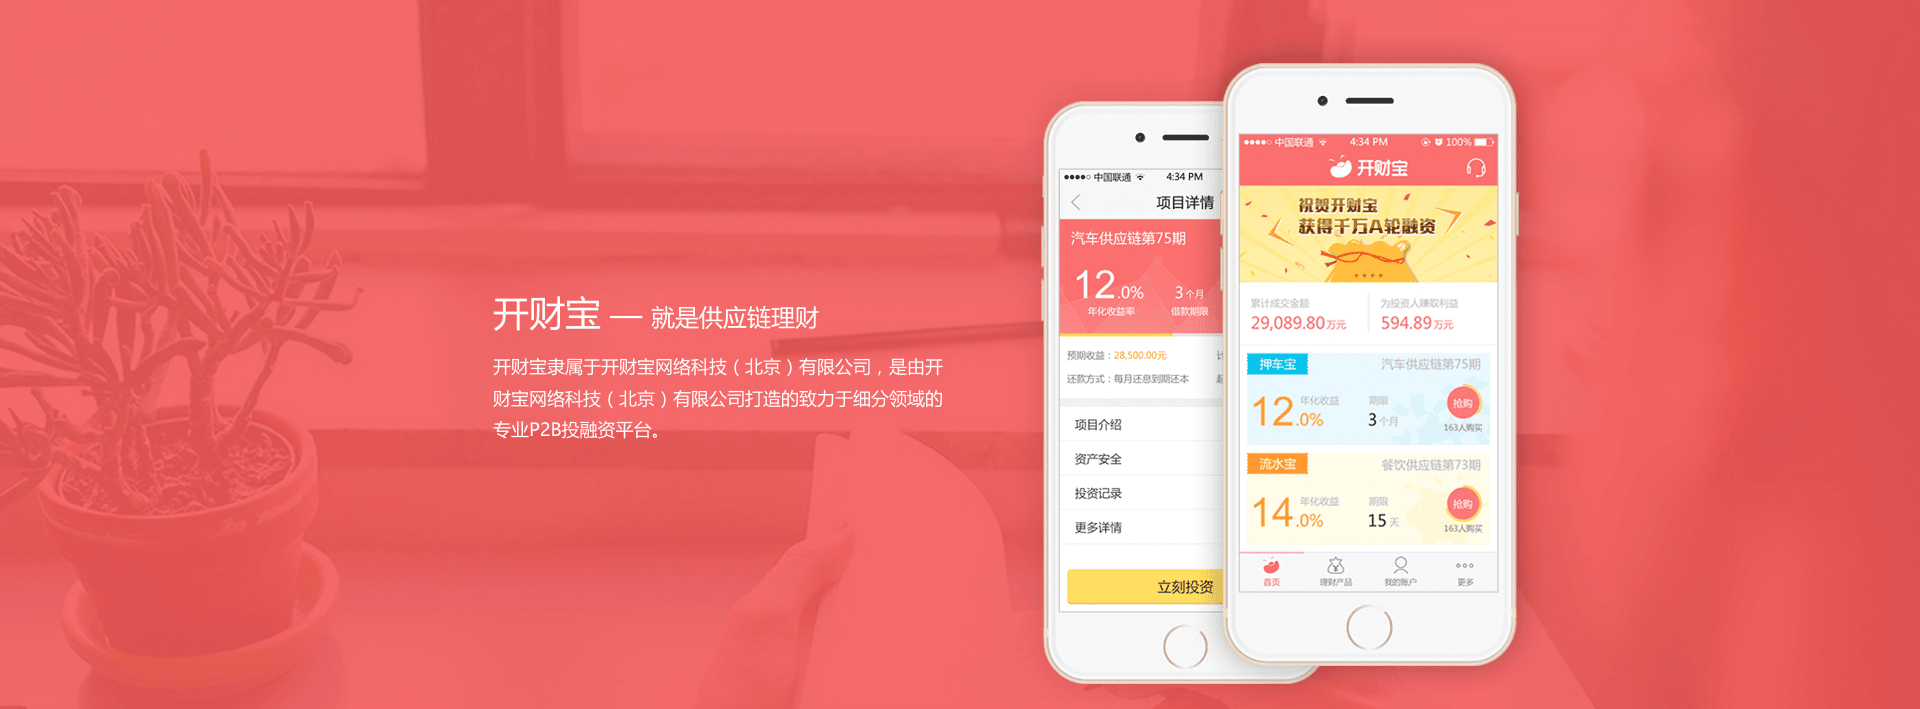 开财宝 — 就是供应链理财
开财宝隶属于开财宝网络科技（北京）有限公司，是由开
财宝网络科技（北京）有限公司打造的致力于细分领域的
专业P2B投融资平台。
中国联通 4:34 PM
项目详情
汽车供应链第75期
12.0% 3个月
年化收益率 借款期限
预期收益：28,500.00元
还款方式：每月还息到期还本
项目介绍
资产安全
投资记录
更多详情
立刻投资
中国联通 4:34 PM 100%
开财宝
祝贺开财宝
获得千万A轮融资
累计成交金额 为投资人赚取利益
29,089.80万元 594.89万元
押车宝 汽车供应链第75期
12.0% 年化收益 期限 3个月 抢购
163人购买
流水宝 餐饮供应链第73期
14.0% 年化收益 期限 15天 抢购
163人购买
首页 理财产品 我的账户 更多